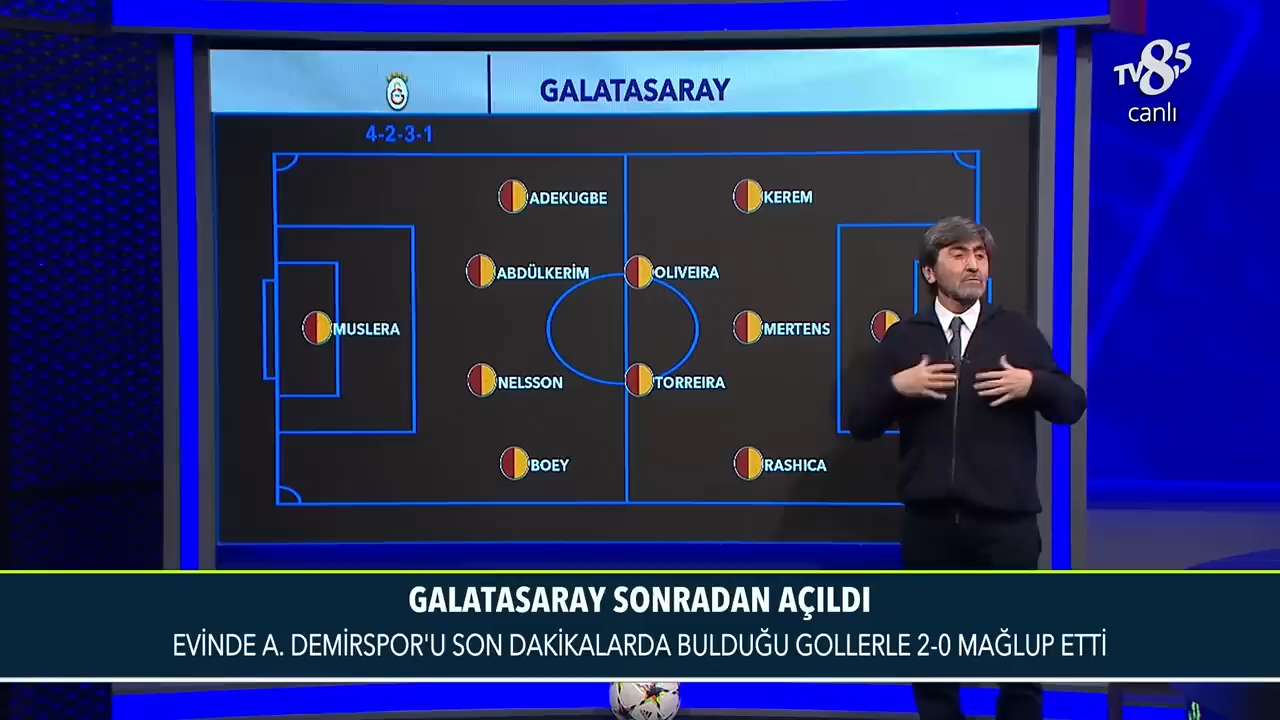 GALATASARAY
TV8,5
canlı
4-2-3-1
ADEKUGBE
KEREM
ABDÜLKERİM
OLIVEIRA
MUSLERA
MERTENS
NELSSON
TORREIRA
BOEY
RASHICA
GALATASARAY SONRADAN AÇILDI
EVİNDE A. DEMİRSPOR'U SON DAKİKALARDA BULDUĞU GOLLERLE 2-0 MAĞLUP ETTİ